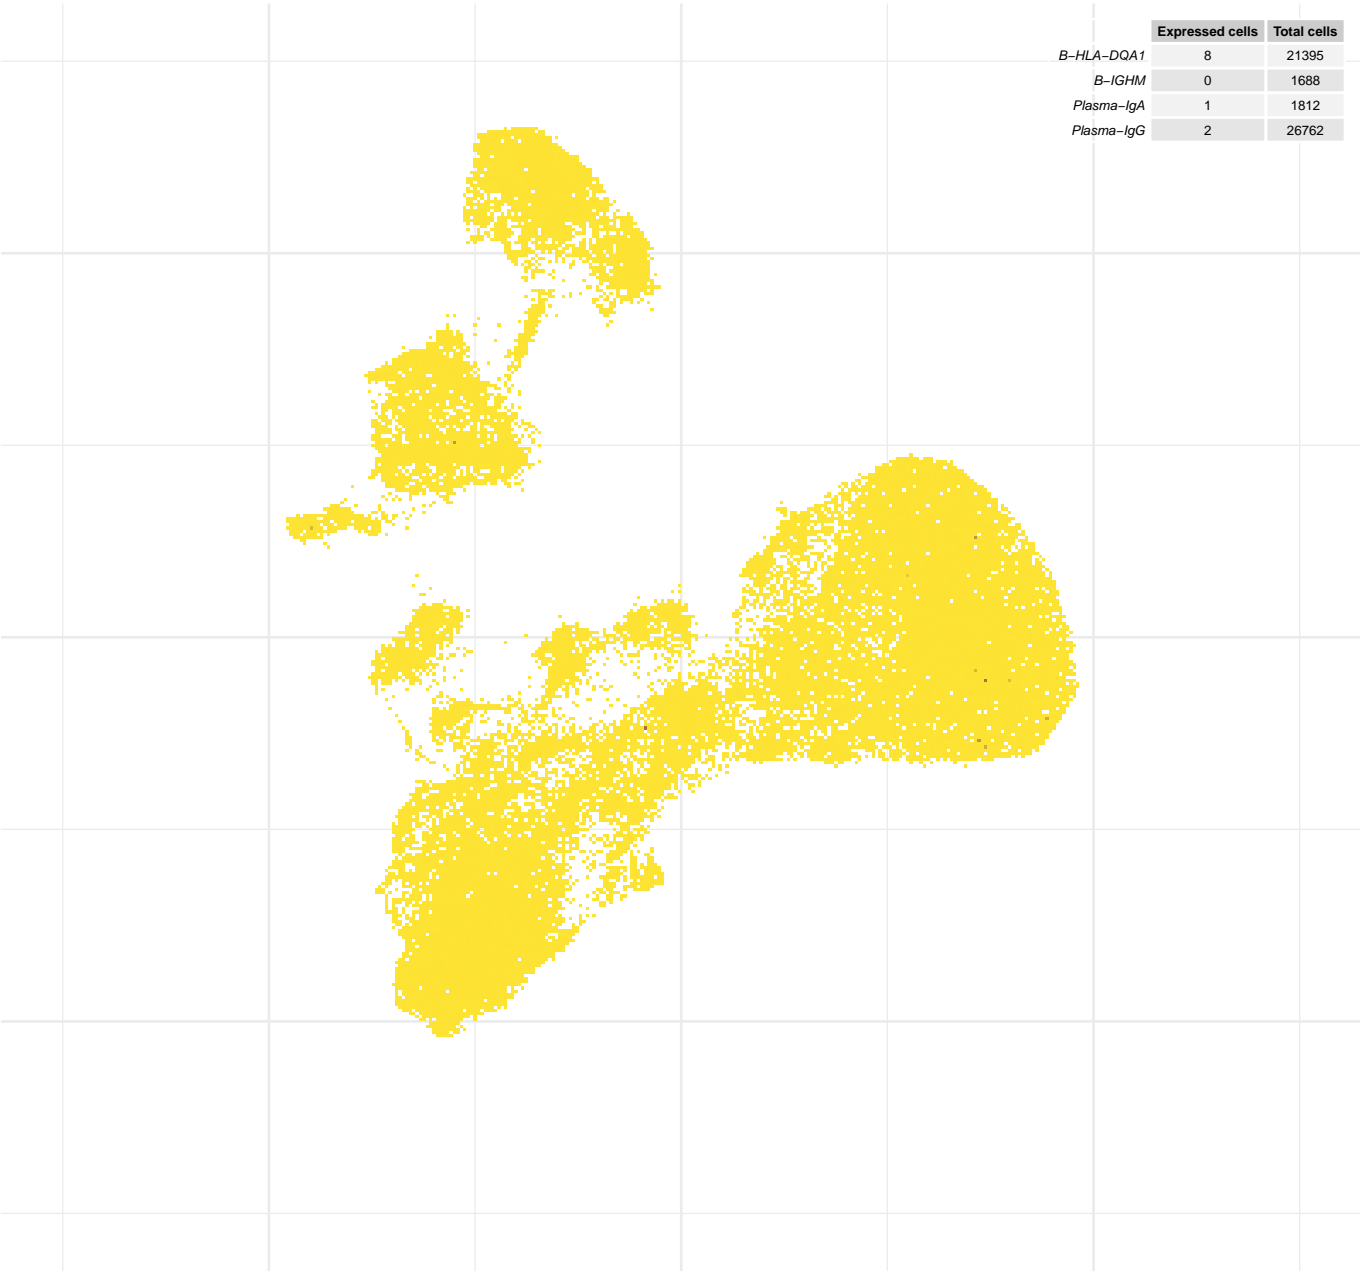 Expressed cells Total cells
B−HLA−DQA1 8 21395
B−IGHM 0 1688
Plasma−IgA 1 1812
Plasma−IgG 2 26762